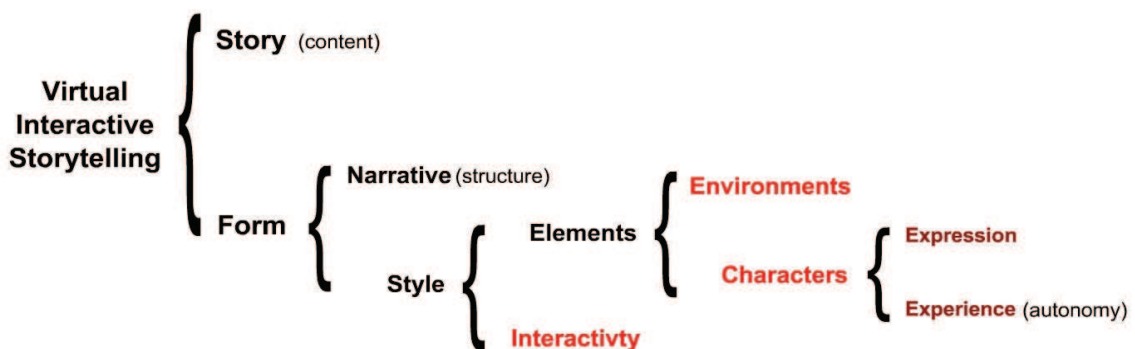 Virtual
Interactive
Storytelling
Story (content)
Form
Narrative (structure)
Style
Elements
Interactivty
Environments
Characters
Expression
Experience (autonomy)